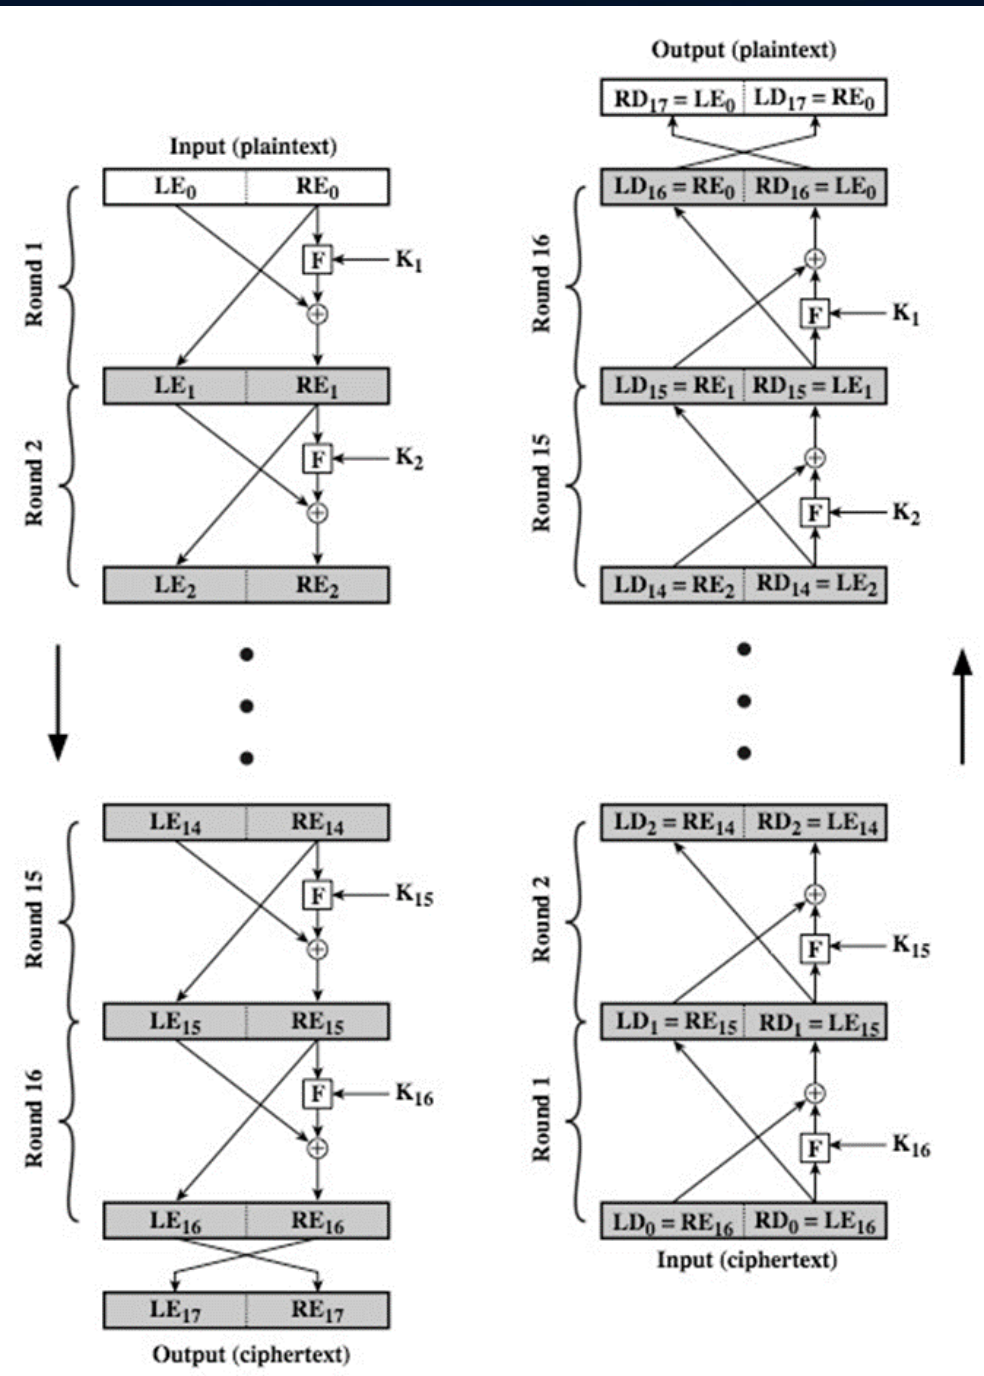 Input (plaintext)
LE₀ RE₀
Round 1
F K₁
LE₁ RE₁
Round 2
F K₂
LE₂ RE₂
LE₁₄ RE₁₄
Round 15
F K₁₅
LE₁₅ RE₁₅
Round 16
F K₁₆
LE₁₆ RE₁₆
LE₁₇ RE₁₇
Output (ciphertext)
Output (plaintext)
RD₁₇ = LE₀ LD₁₇ = RE₀
LD₁₆ = RE₀ RD₁₆ = LE₀
Round 16
F K₁
LD₁₅ = RE₁ RD₁₅ = LE₁
Round 15
F K₂
LD₁₄ = RE₂ RD₁₄ = LE₂
LD₂ = RE₁₄ RD₂ = LE₁₄
Round 2
F K₁₅
LD₁ = RE₁₅ RD₁ = LE₁₅
Round 1
F K₁₆
LD₀ = RE₁₆ RD₀ = LE₁₆
Input (ciphertext)